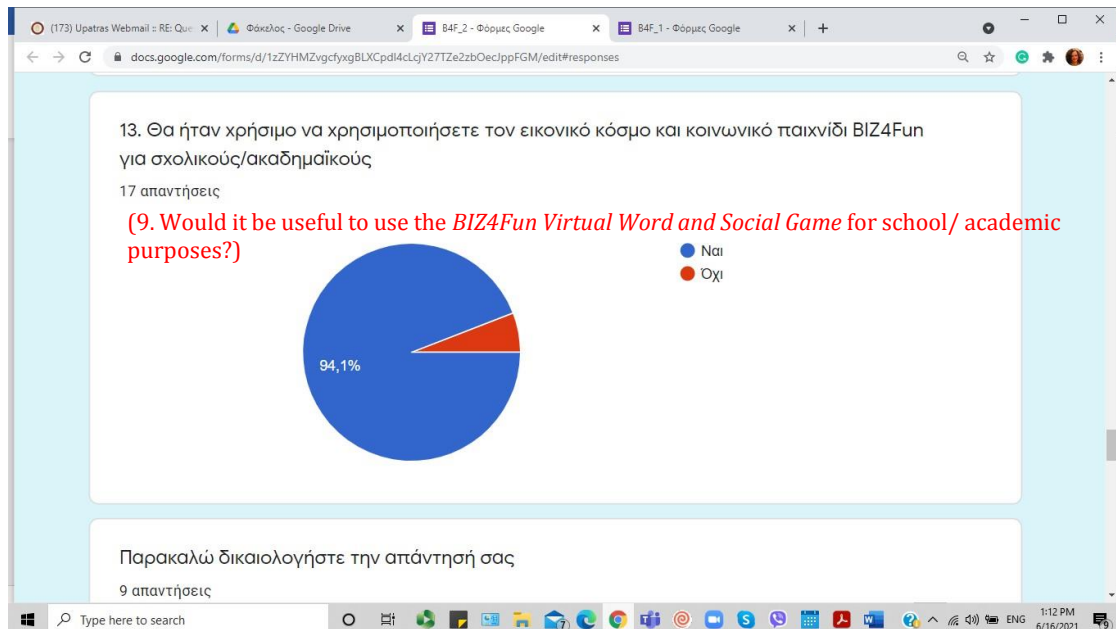 (173) Upatras Webmail :: RE: Que
Φάκελος - Google Drive
B4F_2 - Φόρμες Google
B4F_1 - Φόρμες Google
docs.google.com/forms/d/1zZYHMZvgcfyxgBLXCpdl4cLcjY27TZe2zbOecJppFGM/edit#responses
13. Θα ήταν χρήσιμο να χρησιμοποιήσετε τον εικονικό κόσμο και κοινωνικό παιχνίδι BIZ4Fun
για σχολικούς/ακαδημαϊκούς
17 απαντήσεις
(9. Would it be useful to use the BIZ4Fun Virtual Word and Social Game for school/ academic
purposes?)
Ναι
Όχι
94,1%
Παρακαλώ δικαιολογήστε την απάντησή σας
9 απαντήσεις
Type here to search
ENG
1:12 PM
6/16/2021